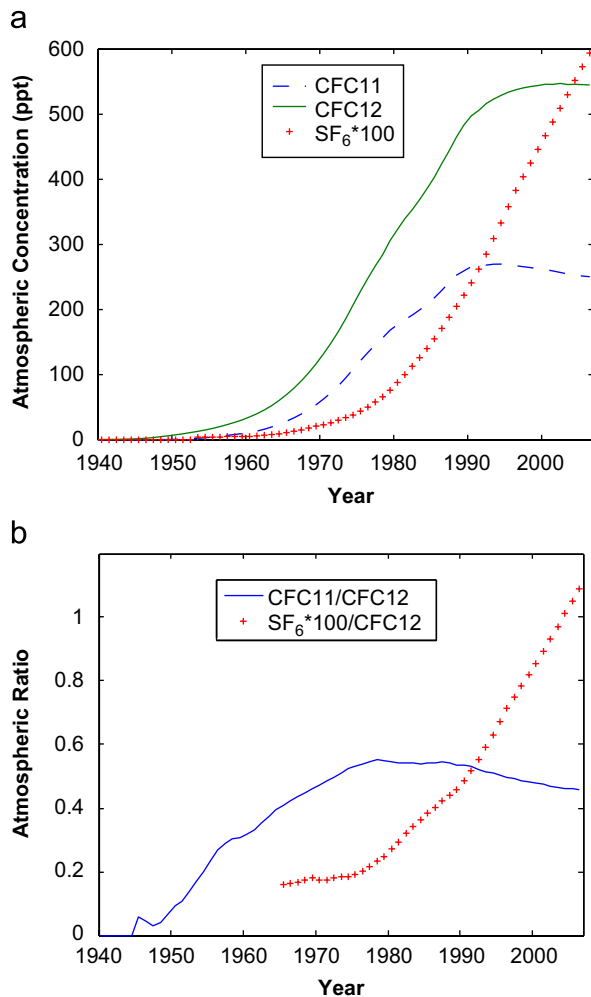 a
600
500
400
300
200
100
0
Atmospheric Concentration (ppt)
CFC11
CFC12
SF6*100
1940 1950 1960 1970 1980 1990 2000
Year
b
1
0.8
0.6
0.4
0.2
0
Atmospheric Ratio
CFC11/CFC12
SF6*100/CFC12
1940 1950 1960 1970 1980 1990 2000
Year